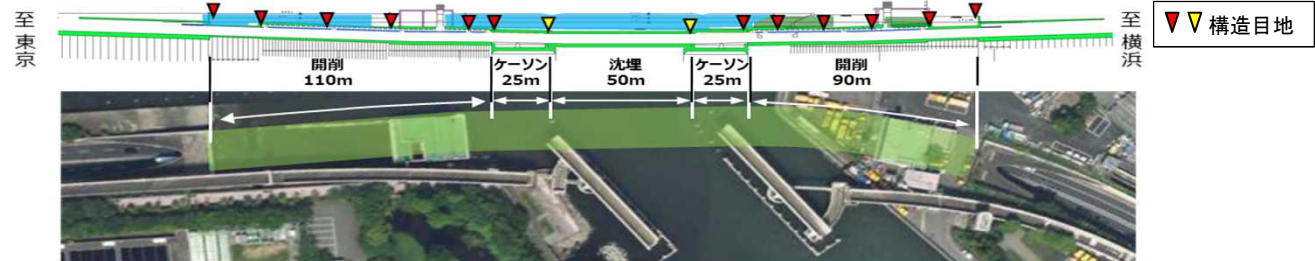 至東京
至横浜
構造目地
開削
110m
ケーソン
25m
沈埋
50m
ケーソン
25m
開削
90m